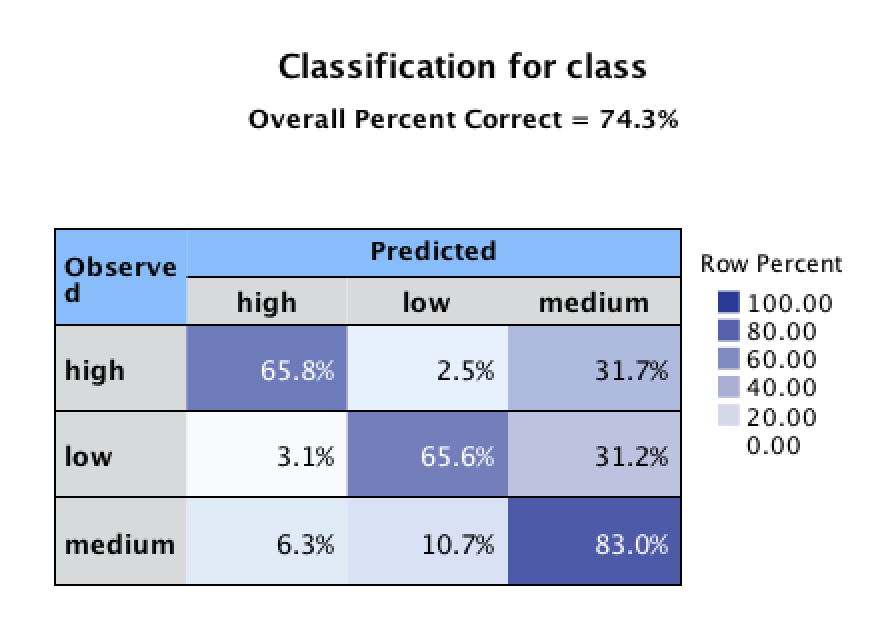 Classification for class
Overall Percent Correct = 74.3%
Observe
d
Predicted
high low medium
high 65.8% 2.5% 31.7%
low 3.1% 65.6% 31.2%
medium 6.3% 10.7% 83.0%
Row Percent
100.00
80.00
60.00
40.00
20.00
0.00